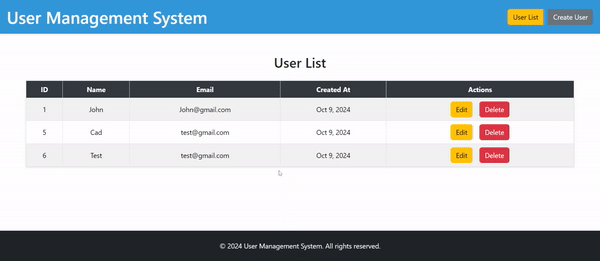 User Management System
User List Create User
User List
ID Name Email Created At Actions
1 John John@gmail.com Oct 9, 2024 Edit Delete
5 Cad test@gmail.com Oct 9, 2024 Edit Delete
6 Test test@gmail.com Oct 9, 2024 Edit Delete
© 2024 User Management System. All rights reserved.